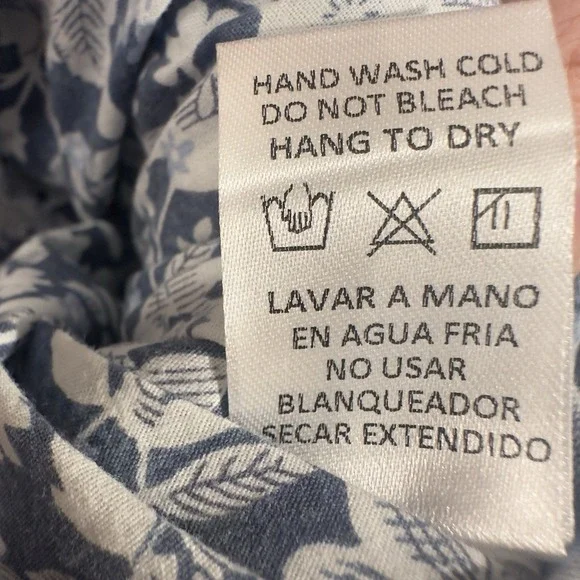 HAND WASH COLD
DO NOT BLEACH
HANG TO DRY
LAVAR A MANO
EN AGUA FRIA
NO USAR
BLANQUEADOR
SECAR EXTENDIDO